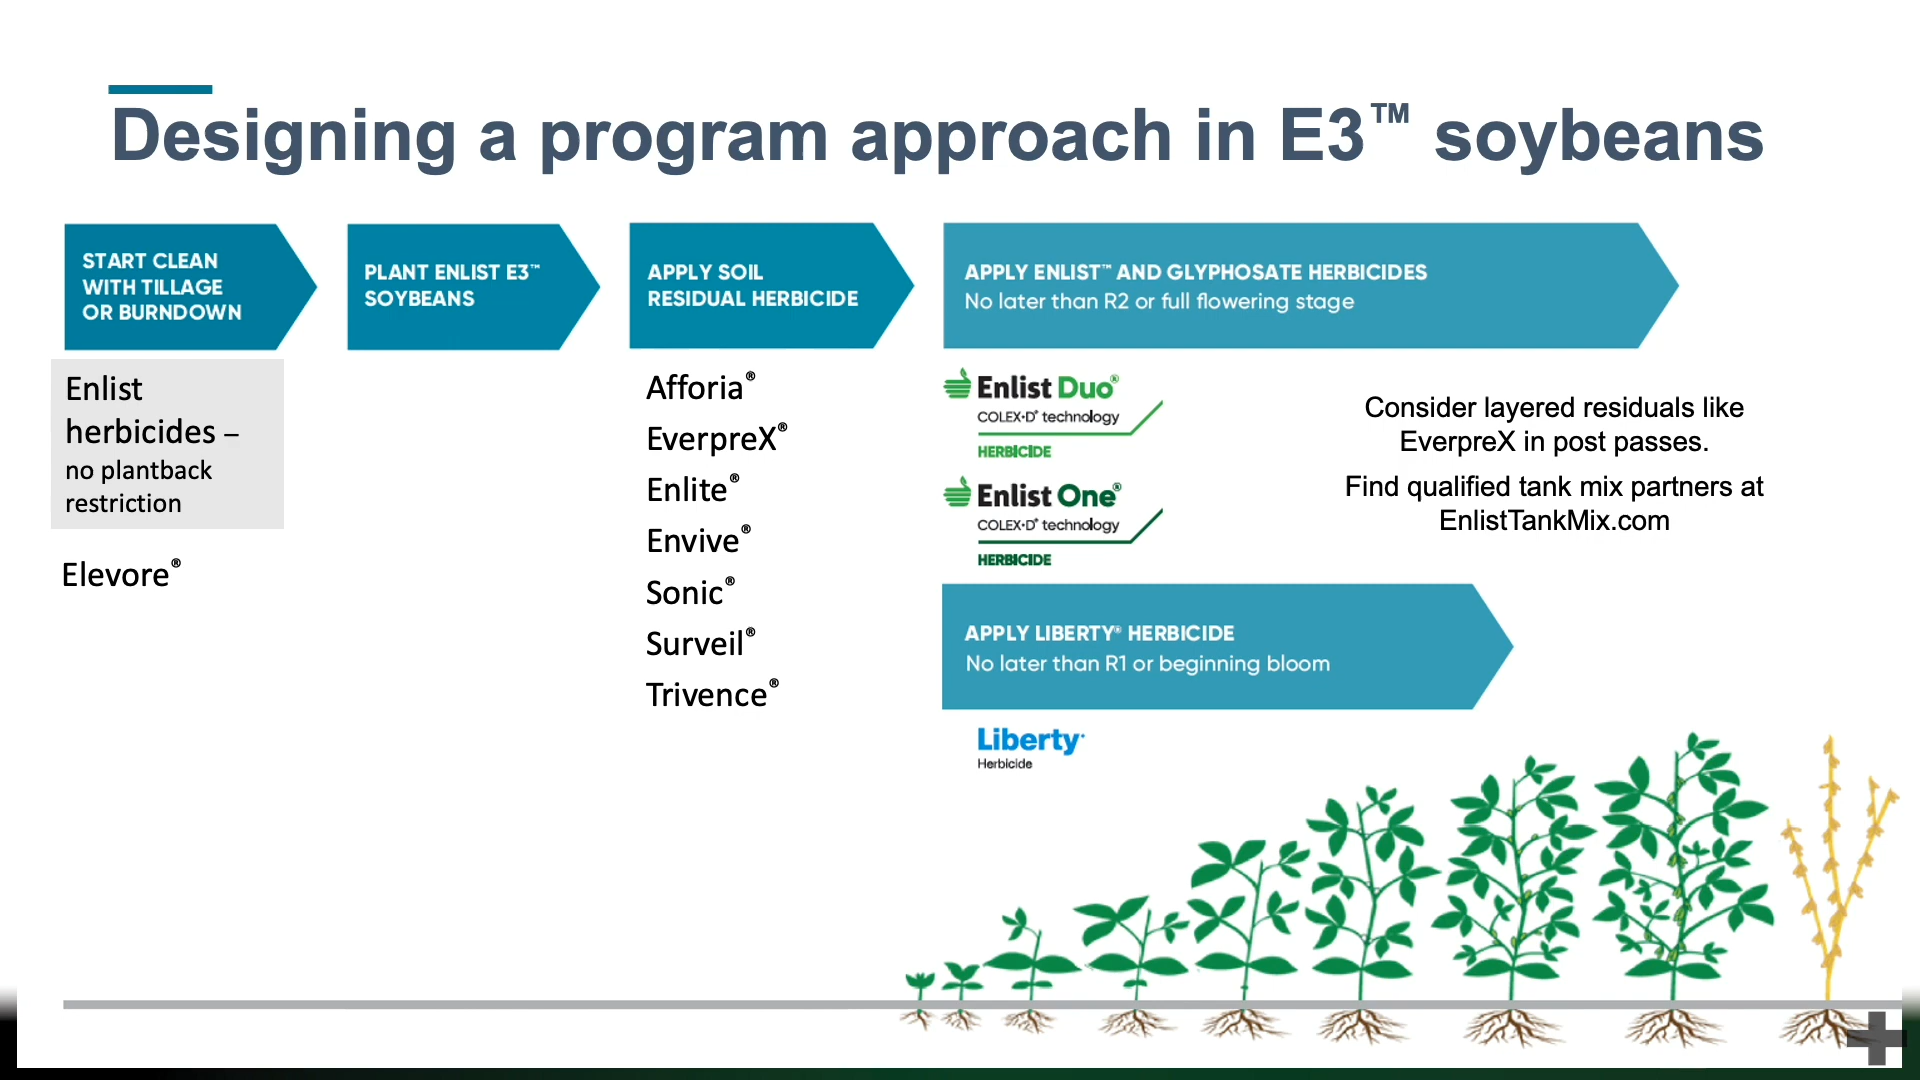 Designing a program approach in E3™ soybeans
START CLEAN
WITH TILLAGE
OR BURNDOWN
Enlist
herbicides –
no plantback
restriction
Elevore®
PLANT ENLIST E3™
SOYBEANS
APPLY SOIL
RESIDUAL HERBICIDE
Afforia®
EverpreX®
Enlite®
Envive®
Sonic®
Surveil®
Trivence®
APPLY ENLIST™ AND GLYPHOSATE HERBICIDES
No later than R2 or full flowering stage
Enlist Duo®
COLEX•D® technology
HERBICIDE
Enlist One®
COLEX•D® technology
HERBICIDE
Consider layered residuals like
EverpreX in post passes.
Find qualified tank mix partners at
EnlistTankMix.com
APPLY LIBERTY® HERBICIDE
No later than R1 or beginning bloom
Liberty®
Herbicide